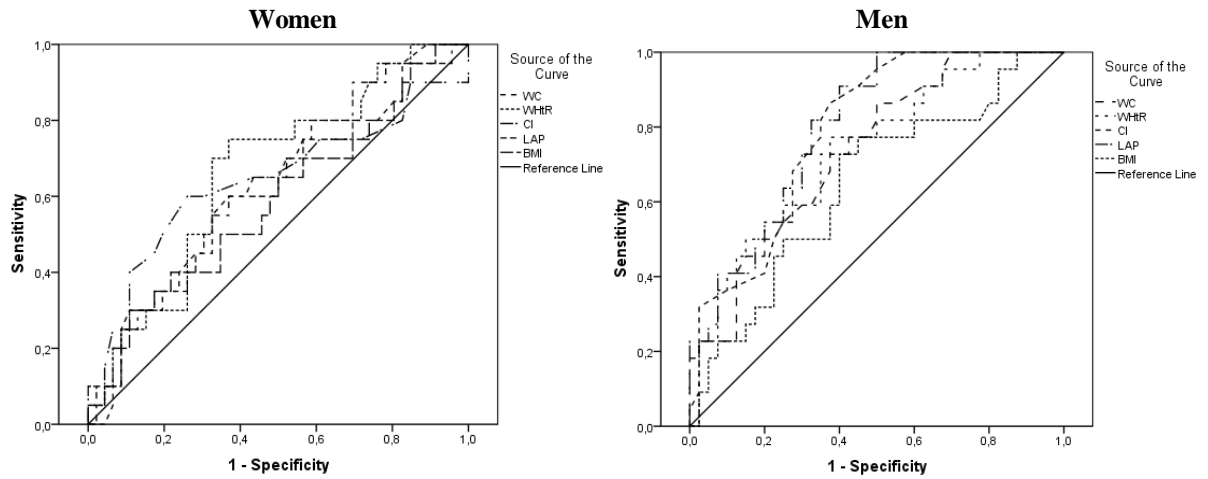 Women
Source of the
Curve
WC
WHtR
CI
LAP
BMI
Reference Line
Sensitivity
1,0
0,8
0,6
0,4
0,2
0,0
0,0 0,2 0,4 0,6 0,8 1,0
1 - Specificity
Men
Source of the
Curve
WC
WHtR
CI
LAP
BMI
Reference Line
Sensitivity
1,0
0,8
0,6
0,4
0,2
0,0
0,0 0,2 0,4 0,6 0,8 1,0
1 - Specificity